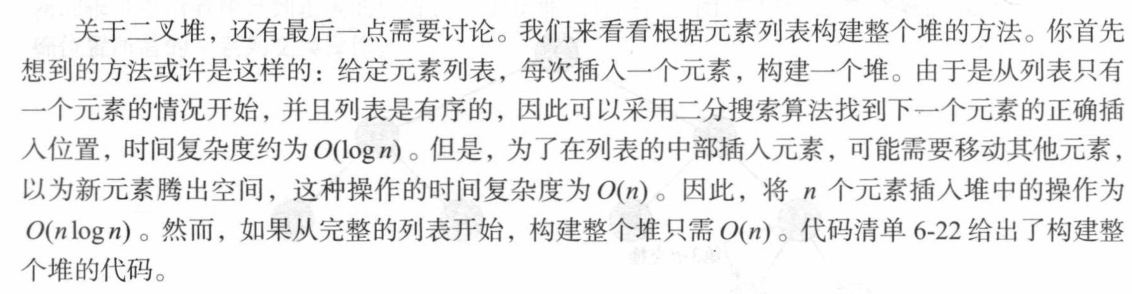 关于二叉堆，还有最后一点需要讨论。我们来看看根据元素列表构建整个堆的方法。你首先
想到的方法或许是这样的：给定元素列表，每次插入一个元素，构建一个堆。由于是从列表只有
一个元素的情况开始，并且列表是有序的，因此可以采用二分搜索算法找到下一个元素的正确插
入位置，时间复杂度约为O(log n)。但是，为了在列表的中部插入元素，可能需要移动其他元素，
以为新元素腾出空间，这种操作的时间复杂度为O(n)。因此，将 n 个元素插入堆中的操作为
O(n log n)。然而，如果从完整的列表开始，构建整个堆只需O(n)。代码清单 6-22 给出了构建整
个堆的代码。